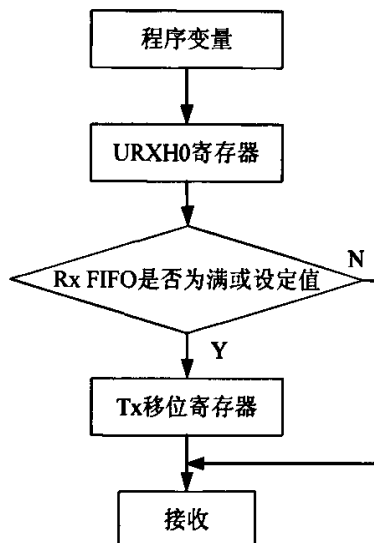 程序变量
URXH0寄存器
Rx FIFO是否为满或设定值
N
Y
Tx移位寄存器
接收